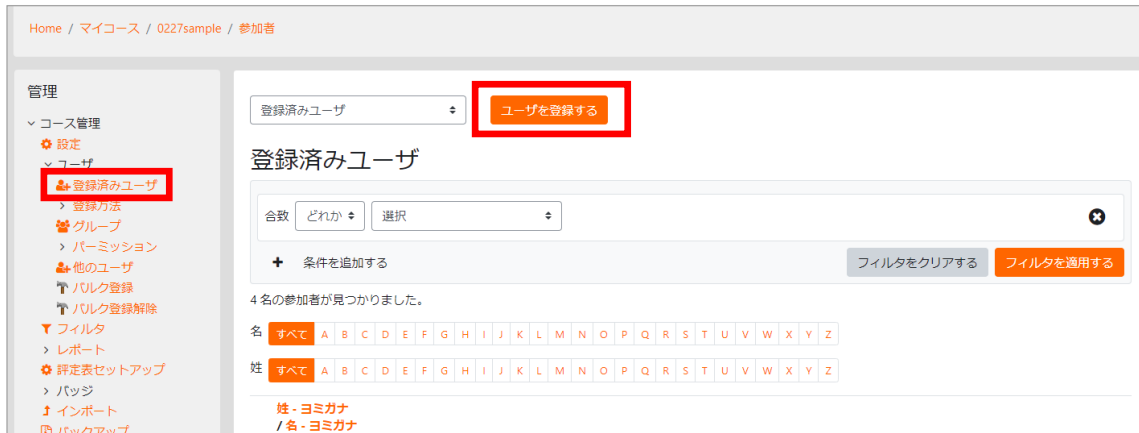 Home / マイコース / 0227sample / 参加者
管理
コース管理
設定
ユーザ
登録済みユーザ
登録方法
グループ
パーミッション
他のユーザ
バルク登録
バルク登録解除
フィルタ
レポート
評定表セットアップ
バッジ
インポート
バックアップ
登録済みユーザ
ユーザを登録する
登録済みユーザ
合数 どれか 選択
条件を追加する
フィルタをクリアする フィルタを適用する
4 名の参加者が見つかりました。
名 すべて A B C D E F G H I J K L M N O P Q R S T U V W X Y Z
姓 すべて A B C D E F G H I J K L M N O P Q R S T U V W X Y Z
姓 - ヨミガナ
/ 名 - ヨミガナ